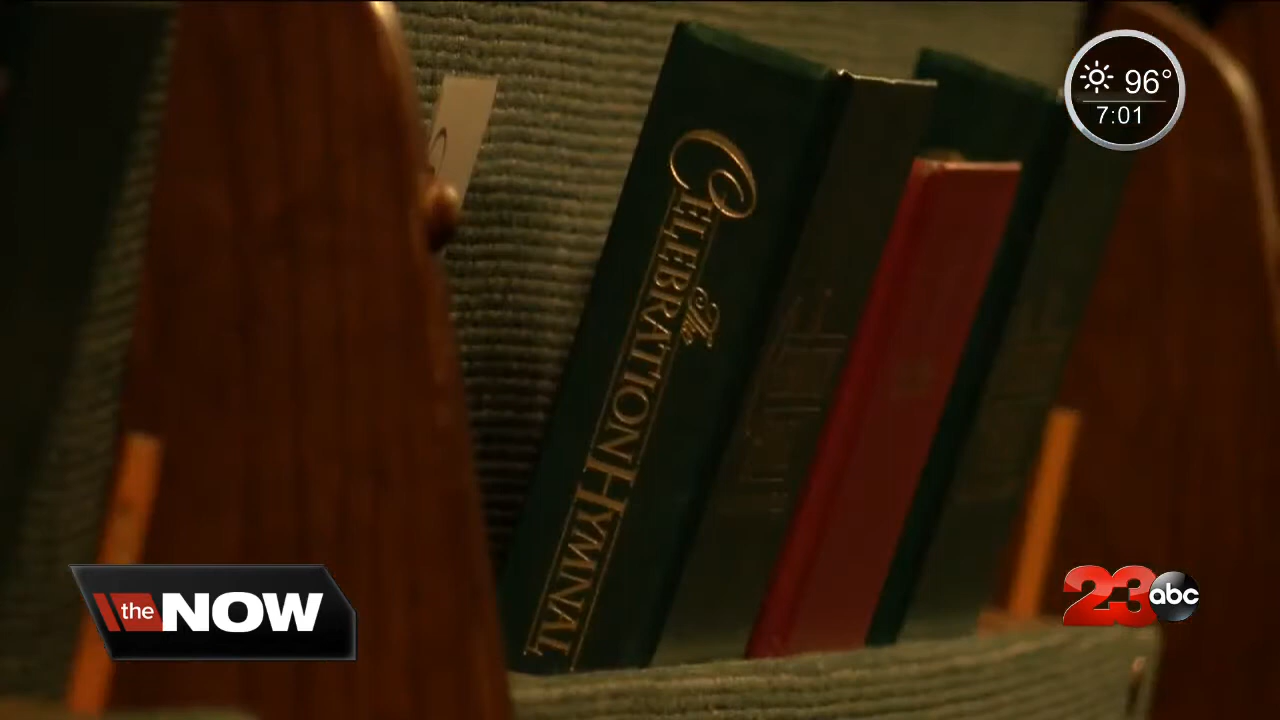 96°
7:01
The
CELEBRATION HYMNAL
the NOW
23 abc